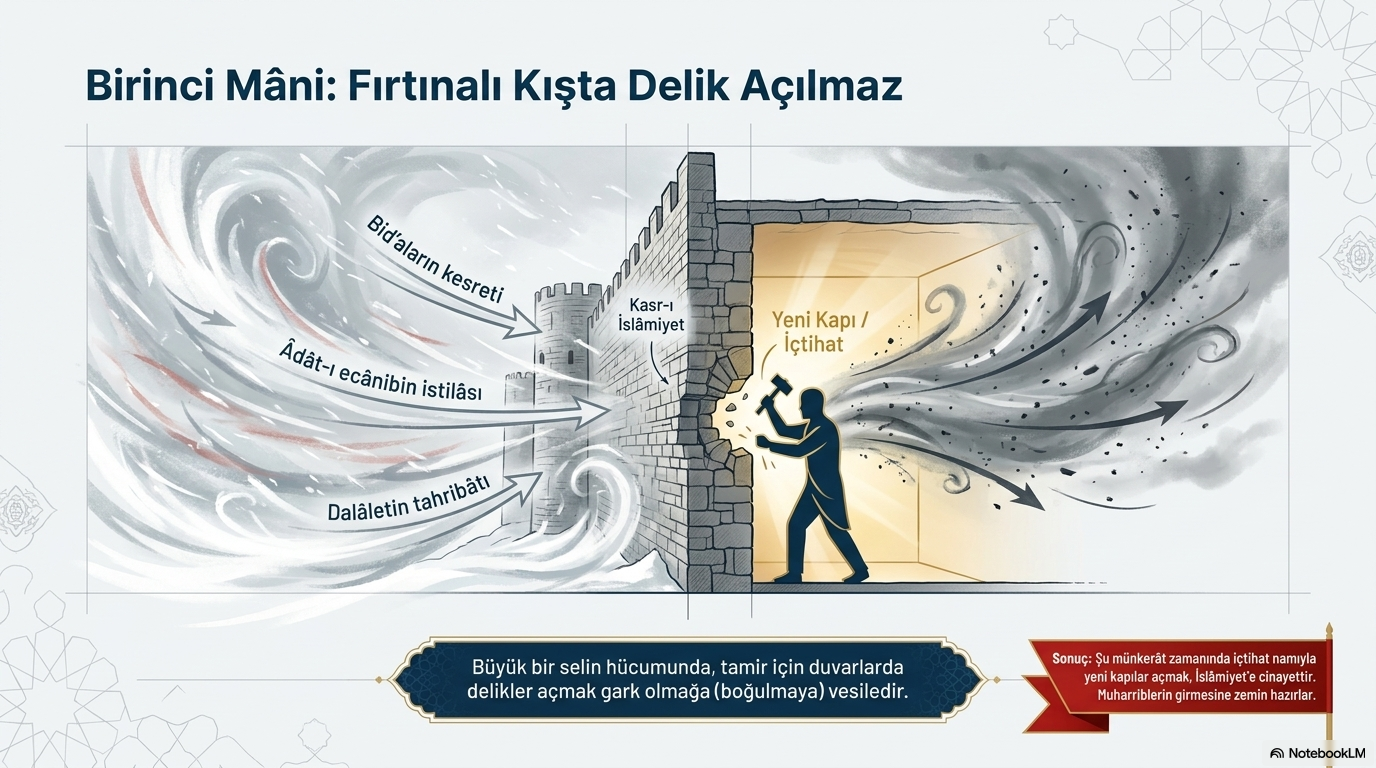 Birinci Mâni: Fırtınalı Kışta Delik Açılmaz
Bid'aların kesreti
Âdât-ı ecânibin istilâsı
Dalâletin tahribâtı
Kasr-ı
İslâmiyet
Yeni Kapı /
İçtihat
Büyük bir selin hücumunda, tamir için duvarlarda
delikler açmak gark olmağa (boğulmaya) vesiledir.
Sonuç: Şu münkerât zamanında içtihat namıyla
yeni kapılar açmak, İslâmiyet'e cinayettir.
Muharriblerin girmesine zemin hazırlar.
NotebookLM